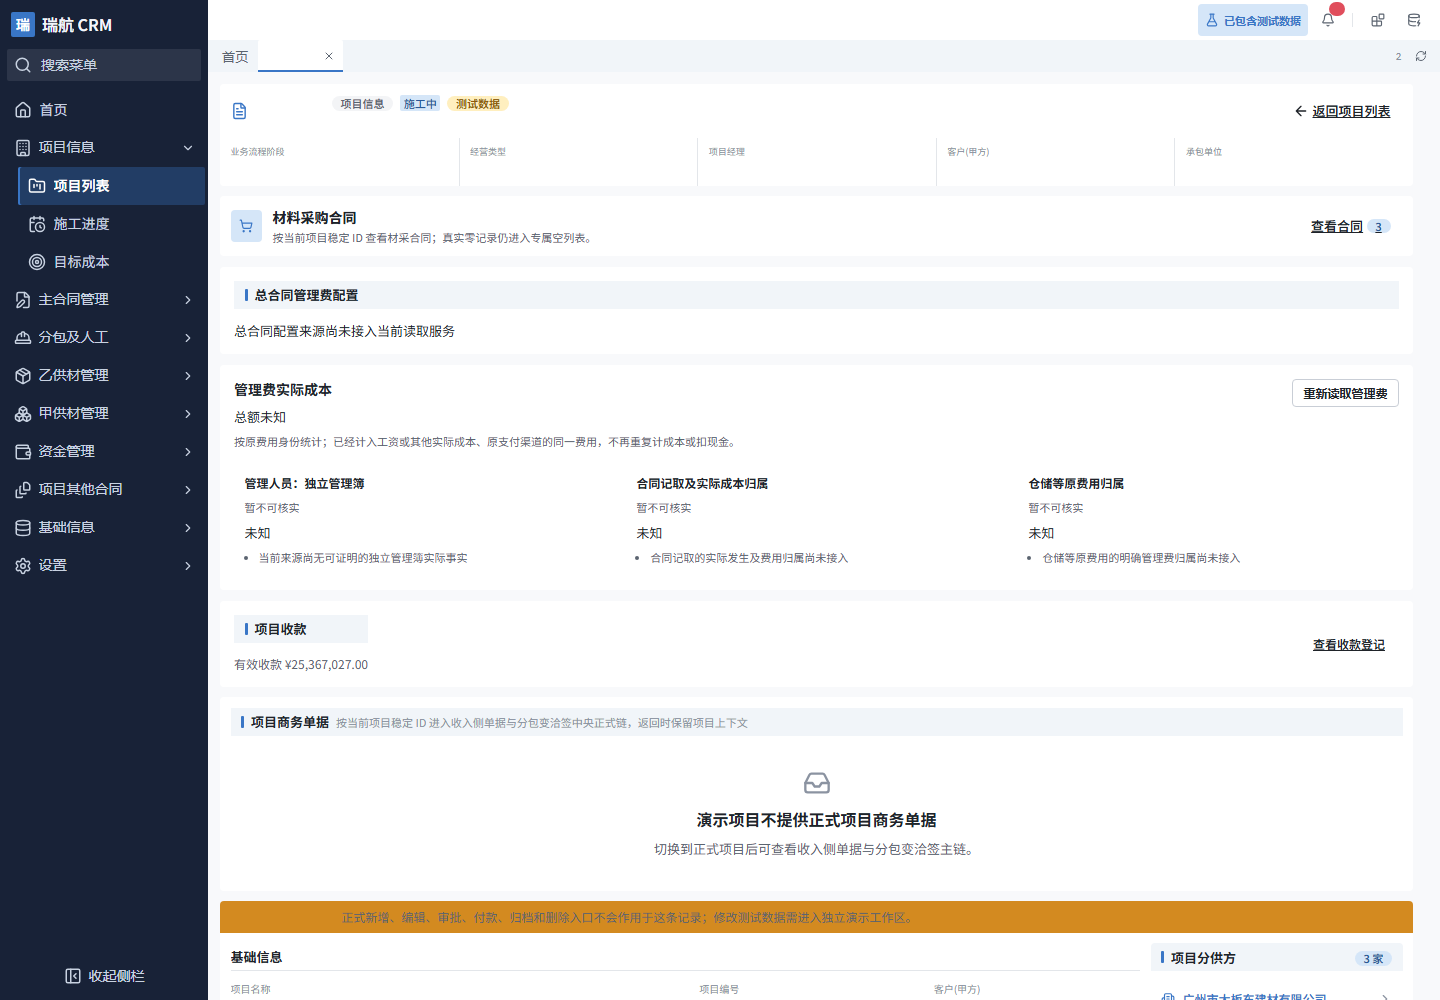 瑞 瑞航 CRM
已包含测试数据
搜索菜单
首页
2
首页
项目信息
项目列表
施工进度
目标成本
主合同管理
分包及人工
乙供材管理
甲供材管理
资金管理
项目其他合同
基础信息
设置
收起侧栏
项目信息 施工中 测试数据
返回项目列表
业务流程阶段 经营类型 项目经理 客户(甲方) 承包单位
材料采购合同
按当前项目稳定 ID 查看材采合同；真实零记录仍进入专属空列表。
查看合同 3
总合同管理费配置
总合同配置来源尚未接入当前读取服务
管理费实际成本
重新读取管理费
总额未知
按原费用身份统计；已经计入工资或其他实际成本、原支付渠道的同一费用，不再重复计成本或扣现金。
管理人员：独立管理簿 合同记取及实际成本归属 仓储等原费用归属
暂不可核实 暂不可核实 暂不可核实
未知 未知 未知
当前来源尚无可证明的独立管理簿实际事实 合同记取的实际发生及费用归属尚未接入 仓储等原费用的明确管理费归属尚未接入
项目收款
有效收款 ¥25,367,027.00
查看收款登记
项目商务单据 按当前项目稳定 ID 进入收入侧单据与分包变洽签中央正式链，返回时保留项目上下文
演示项目不提供正式项目商务单据
切换到正式项目后可查看收入侧单据与分包变洽签主链。
正式新增、编辑、审批、付款、归档和删除入口不会作用于这条记录；修改测试数据需进入独立演示工作区。
基础信息
项目名称 项目编号 客户(甲方)
项目分供方 3 家
广州市大板车建材有限公司